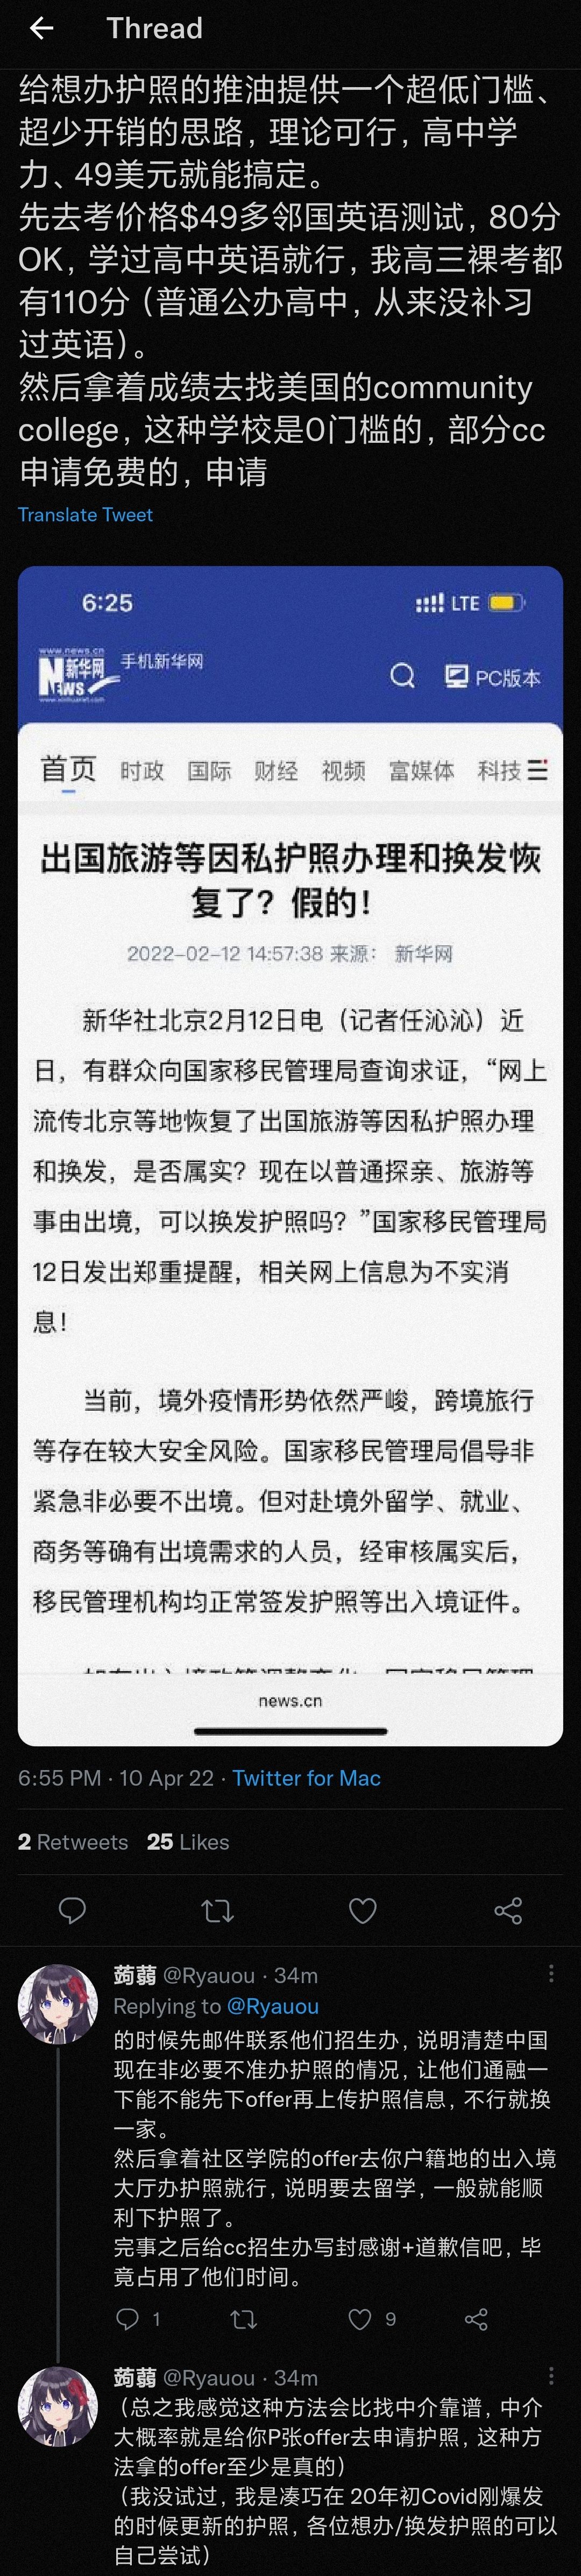 Thread
给想办护照的推油提供一个超低门槛、
超少开销的思路，理论可行，高中学
力、49美元就能搞定。
先去考价格$49多邻国英语测试，80分
OK，学过高中英语就行，我高三裸考都
有110分（普通公办高中，从来没补习
过英语）。
然后拿着成绩去找美国的community
college，这种学校是0门槛的，部分cc
申请免费的，申请
Translate Tweet
6:25
LTE
www.news.cn
新华网
NEWS
www.xinhuanet.com
手机新华网
PC版本
首页 时政 国际 财经 视频 富媒体 科技
出国旅游等因私护照办理和换发恢
复了？假的！
2022-02-12 14:57:38 来源： 新华网
新华社北京2月12日电（记者任沁沁）近
日，有群众向国家移民管理局查询求证，“网上
流传北京等地恢复了出国旅游等因私护照办理
和换发，是否属实？现在以普通探亲、旅游等
事由出境，可以换发护照吗？”国家移民管理局
12日发出郑重提醒，相关网上信息为不实消
息！
当前，境外疫情形势依然严峻，跨境旅行
等存在较大安全风险。国家移民管理局倡导非
紧急非必要不出境。但对赴境外留学、就业、
商务等确有出境需求的人员，经审核属实后，
移民管理机构均正常签发护照等出入境证件。
news.cn
6:55 PM · 10 Apr 22 · Twitter for Mac
2 Retweets 25 Likes
蒟蒻 @Ryauou · 34m
Replying to @Ryauou
的时候先邮件联系他们招生办，说明清楚中国
现在非必要不准办护照的情况，让他们通融一
下能不能先下offer再上传护照信息，不行就换
一家。
然后拿着社区学院的offer去你户籍地的出入境
大厅办护照就行，说明要去留学，一般就能顺
利下护照了。
完事之后给cc招生办写封感谢+道歉信吧，毕
竟占用了他们时间。
1 9
蒟蒻 @Ryauou · 34m
（总之我感觉这种方法会比找中介靠谱，中介
大概率就是给你P张offer去申请护照，这种方
法拿的offer至少是真的）
（我没试过，我是凑巧在 20年初Covid刚爆发
的时候更新的护照，各位想办/换发护照的可以
自己尝试）